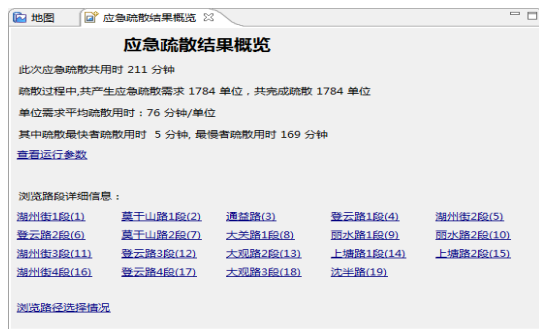 地图 应急疏散结果概览
应急疏散结果概览
此次应急疏散共用时 211 分钟
疏散过程中,共产生应急疏散需求 1784 单位，共完成疏散 1784 单位
单位需求平均疏散用时：76 分钟/单位
其中疏散最快者疏散用时 5 分钟, 最慢者疏散用时 169 分钟
查看运行参数
浏览路段详细信息：
湖州街1段(1) 莫干山路1段(2) 通益路(3) 登云路1段(4) 湖州街2段(5)
登云路2段(6) 莫干山路2段(7) 大关路1段(8) 丽水路1段(9) 丽水路2段(10)
湖州街3段(11) 登云路3段(12) 大观路2段(13) 上塘路1段(14) 上塘路2段(15)
湖州街4段(16) 登云路4段(17) 大观路3段(18) 沈半路(19)
浏览路径选择情况